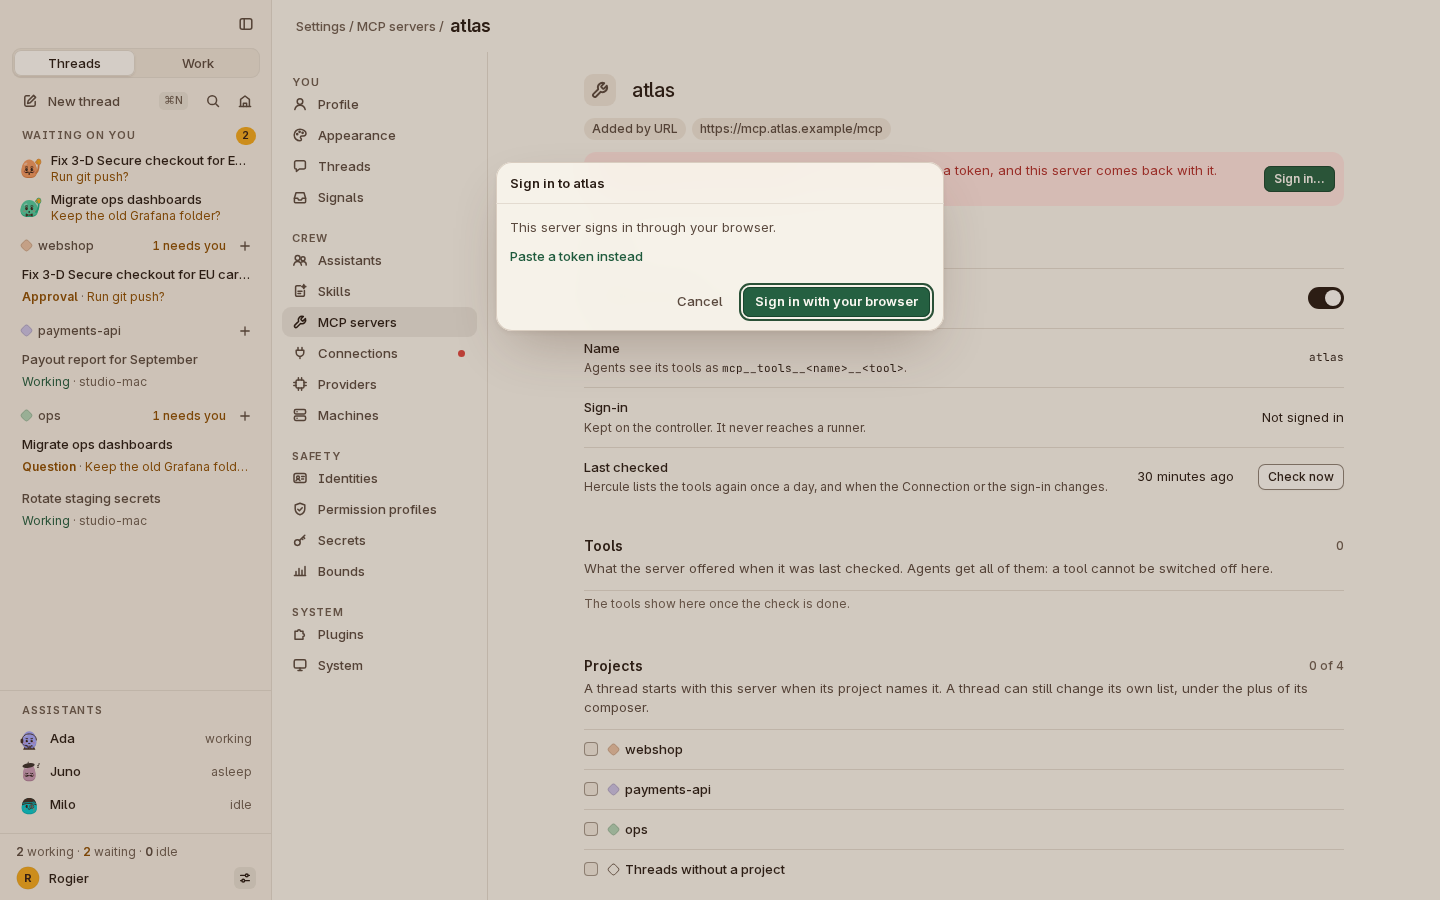 Threads
Work
New thread
⌘N
WAITING ON YOU
2
Fix 3-D Secure checkout for E...
Run git push?
Migrate ops dashboards
Keep the old Grafana folder?
webshop
1 needs you
Fix 3-D Secure checkout for EU car...
Approval · Run git push?
payments-api
Payout report for September
Working · studio-mac
ops
1 needs you
Migrate ops dashboards
Question · Keep the old Grafana fold...
Rotate staging secrets
Working · studio-mac
ASSISTANTS
Ada
working
Juno
asleep
Milo
idle
2 working · 2 waiting · 0 idle
R
Rogier
Settings / MCP servers / atlas
YOU
Profile
Appearance
Threads
Signals
CREW
Assistants
Skills
MCP servers
Connections
Providers
Machines
SAFETY
Identities
Permission profiles
Secrets
Bounds
SYSTEM
Plugins
System
atlas
Added by URL
https://mcp.atlas.example/mcp
a token, and this server comes back with it.
Sign in...
Sign in to atlas
This server signs in through your browser.
Paste a token instead
Cancel
Sign in with your browser
Name
Agents see its tools as mcp__tools__<name>__<tool>.
atlas
Sign-in
Kept on the controller. It never reaches a runner.
Not signed in
Last checked
Hercule lists the tools again once a day, and when the Connection or the sign-in changes.
30 minutes ago
Check now
Tools
0
What the server offered when it was last checked. Agents get all of them: a tool cannot be switched off here.
The tools show here once the check is done.
Projects
0 of 4
A thread starts with this server when its project names it. A thread can still change its own list, under the plus of its
composer.
webshop
payments-api
ops
Threads without a project